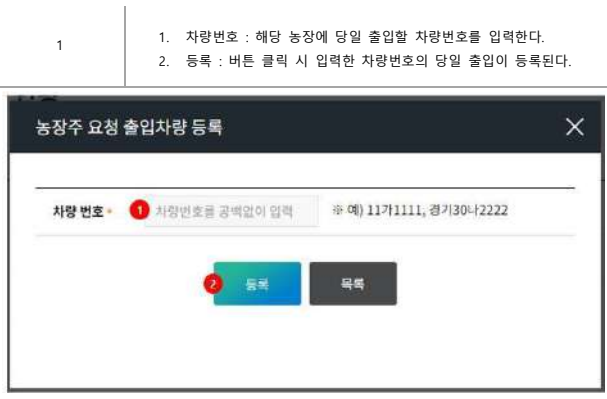 1
1. 차량번호 : 해당 농장에 당일 출입할 차량번호를 입력한다.
2. 등록 : 버튼 클릭 시 입력한 차량번호의 당일 출입이 등록된다.
농장주 요청 출입차량 등록
차량 번호 * 1 차량번호를 공백없이 입력 ※ 예) 11가1111, 경기30나2222
2 등록 목록